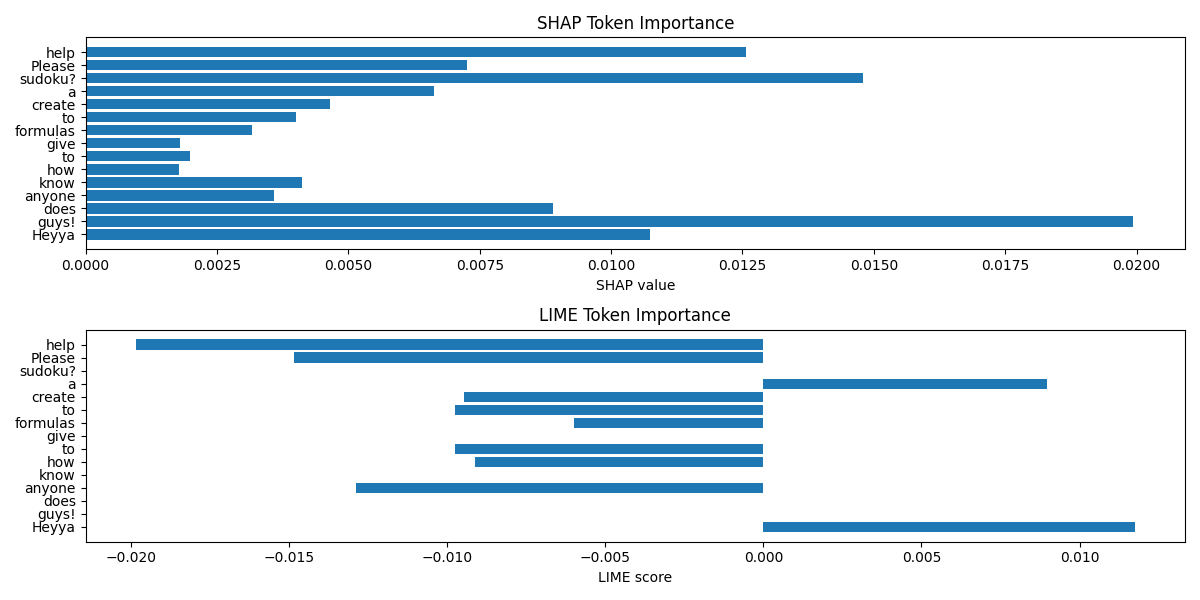 SHAP Token Importance
help
Please
sudoku?
a
create
to
formulas
give
to
how
know
anyone
does
guys!
Heyya
0.0000 0.0025 0.0050 0.0075 0.0100 0.0125 0.0150 0.0175 0.0200
SHAP value
LIME Token Importance
help
Please
sudoku?
a
create
to
formulas
give
to
how
know
anyone
does
guys!
Heyya
−0.020 −0.015 −0.010 −0.005 0.000 0.005 0.010
LIME score